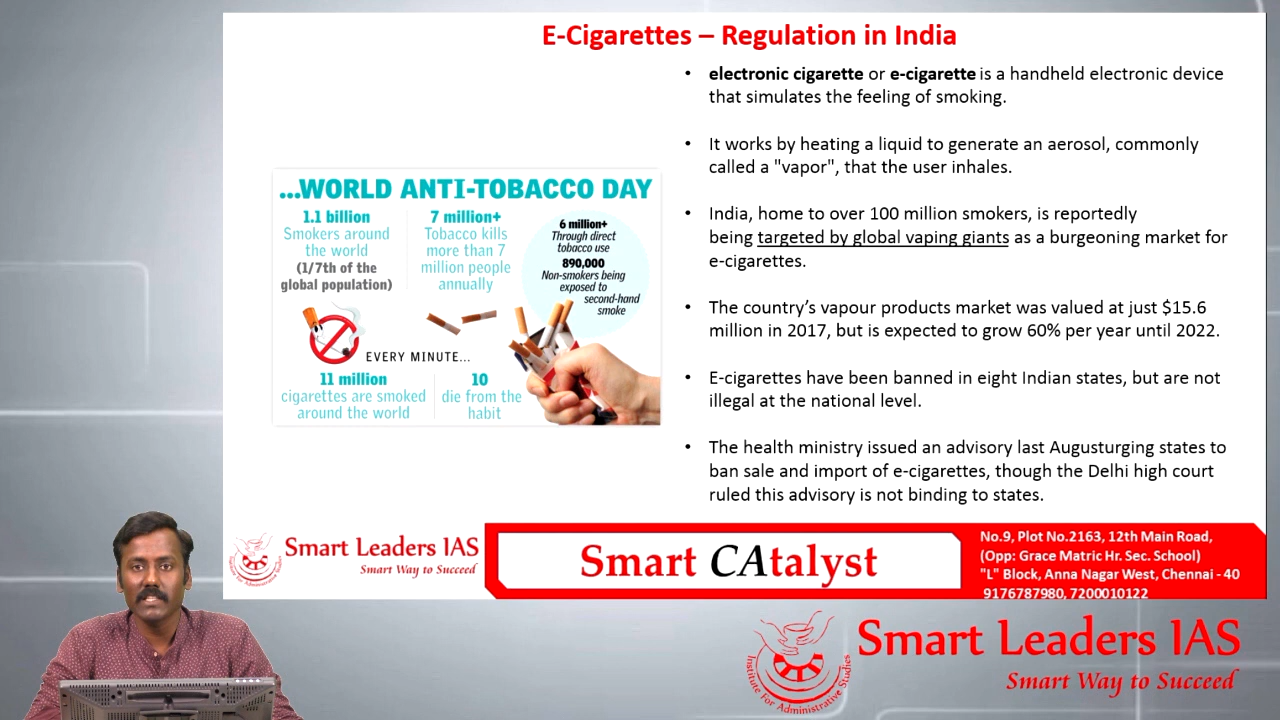 E-Cigarettes – Regulation in India
• electronic cigarette or e-cigarette is a handheld electronic device
that simulates the feeling of smoking.
• It works by heating a liquid to generate an aerosol, commonly
called a "vapor", that the user inhales.
• India, home to over 100 million smokers, is reportedly
being targeted by global vaping giants as a burgeoning market for
e-cigarettes.
• The country’s vapour products market was valued at just $15.6
million in 2017, but is expected to grow 60% per year until 2022.
• E-cigarettes have been banned in eight Indian states, but are not
illegal at the national level.
• The health ministry issued an advisory last Augusturging states to
ban sale and import of e-cigarettes, though the Delhi high court
ruled this advisory is not binding to states.
...WORLD ANTI-TOBACCO DAY
1.1 billion
Smokers around
the world
(1/7th of the
global population)
7 million+
Tobacco kills
more than 7
million people
annually
6 million+
Through direct
tobacco use
890,000
Non-smokers being
exposed to
second-hand
smoke
EVERY MINUTE...
11 million
cigarettes are smoked
around the world
10
die from the
habit
Smart Leaders IAS
Smart Way to Succeed
Institute For Administrative Studies
Smart CAtalyst
No.9, Plot No.2163, 12th Main Road,
(Opp: Grace Matric Hr. Sec. School)
"L" Block, Anna Nagar West, Chennai - 40
9176787980, 7200010122
Institute For Administrative Studies
Smart Leaders IAS
Smart Way to Succeed